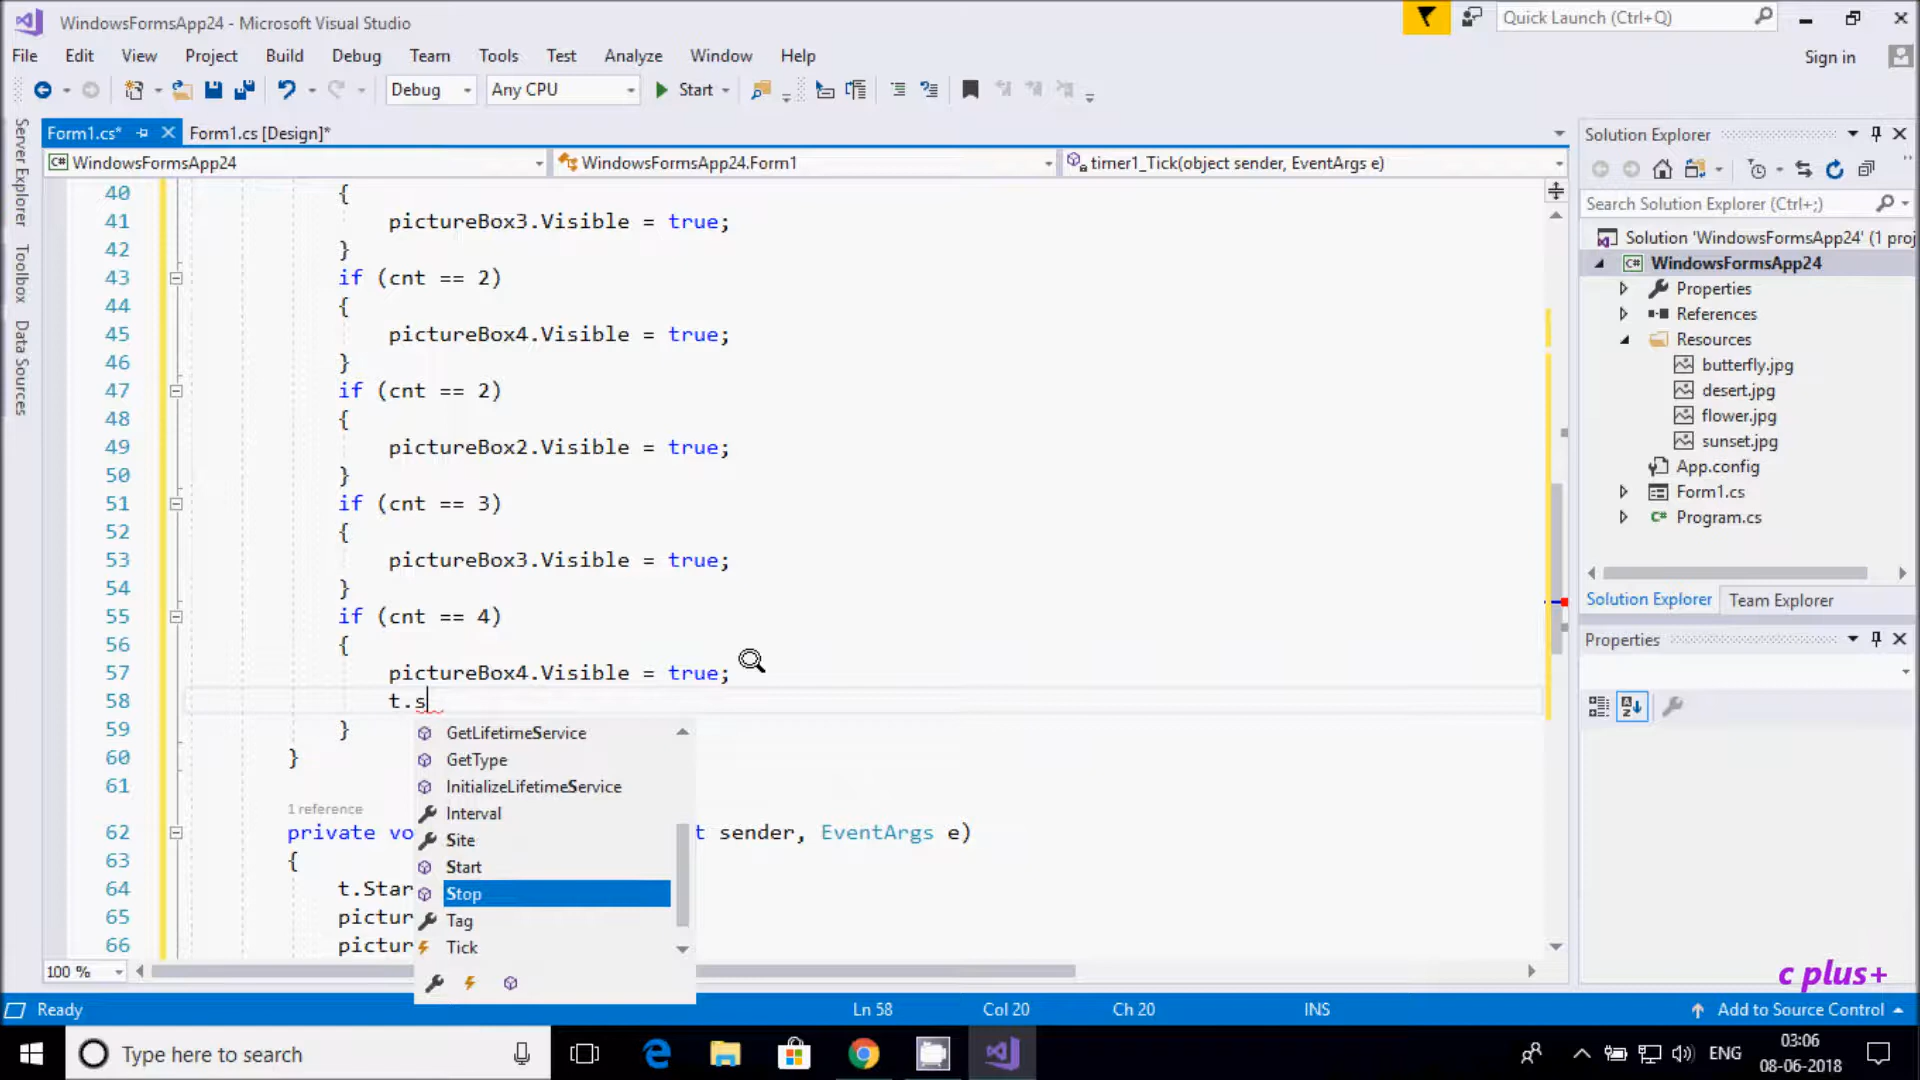 WindowsFormsApp24 - Microsoft Visual Studio
Quick Launch (Ctrl+Q)
File Edit View Project Build Debug Team Tools Test Analyze Window Help
Sign in
Debug Any CPU Start
Server Explorer
Toolbox
Data Sources
Form1.cs*
Form1.cs [Design]*
WindowsFormsApp24
WindowsFormsApp24.Form1
timer1_Tick(object sender, EventArgs e)
40 {
41 pictureBox3.Visible = true;
42 }
43 if (cnt == 2)
44 {
45 pictureBox4.Visible = true;
46 }
47 if (cnt == 2)
48 {
49 pictureBox2.Visible = true;
50 }
51 if (cnt == 3)
52 {
53 pictureBox3.Visible = true;
54 }
55 if (cnt == 4)
56 {
57 pictureBox4.Visible = true;
58 t.s
59 }
60 }
61
1 reference
62 private vo t sender, EventArgs e)
63 {
64 t.Star
65 pictur
66 pictur
GetLifetimeService
GetType
InitializeLifetimeService
Interval
Site
Start
Stop
Tag
Tick
100 %
Solution Explorer
Search Solution Explorer (Ctrl+;)
Solution 'WindowsFormsApp24' (1 proj
WindowsFormsApp24
Properties
References
Resources
butterfly.jpg
desert.jpg
flower.jpg
sunset.jpg
App.config
Form1.cs
Program.cs
Solution Explorer Team Explorer
Properties
c plus+
Ready Ln 58 Col 20 Ch 20 INS Add to Source Control
Type here to search
ENG
03:06
08-06-2018